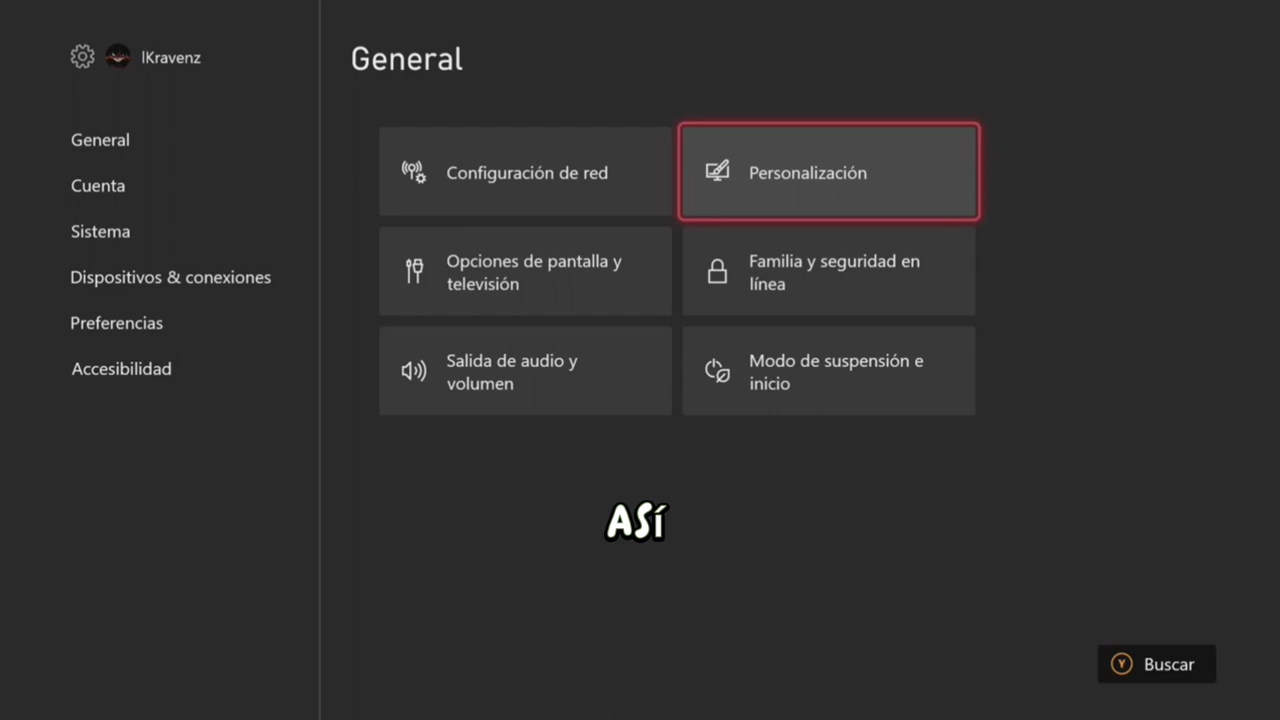 lKravenz
General
Cuenta
Sistema
Dispositivos & conexiones
Preferencias
Accesibilidad
General
Configuración de red
Personalización
Opciones de pantalla y
televisión
Familia y seguridad en
línea
Salida de audio y
volumen
Modo de suspensión e
inicio
ASÍ
Y Buscar